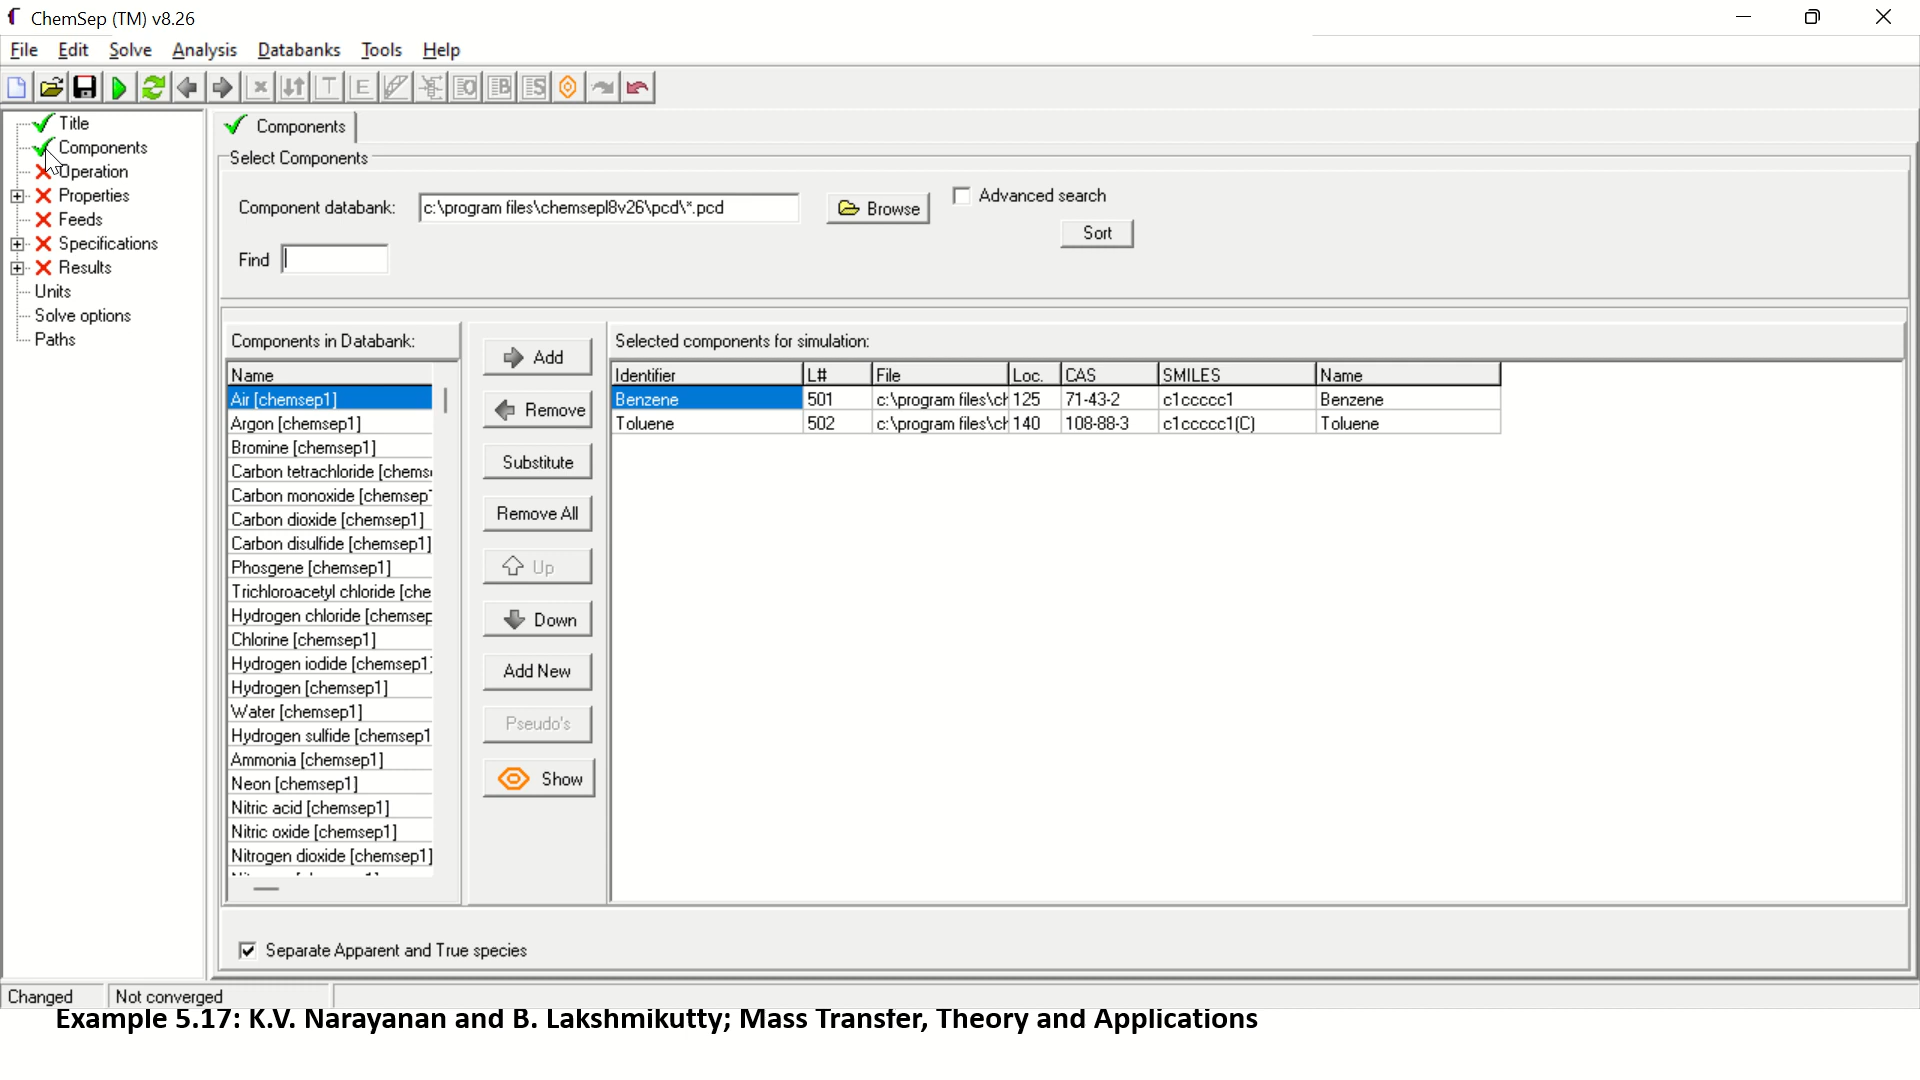 ChemSep (TM) v8.26
File Edit Solve Analysis Databanks Tools Help
Title
Components
Operation
Properties
Feeds
Specifications
Results
Units
Solve options
Paths
Components
Select Components
Component databank: c:\program files\chemsepl8v26\pcd\*.pcd Browse Advanced search
Sort
Find
Components in Databank:
Name
Air [chemsep1]
Argon [chemsep1]
Bromine [chemsep1]
Carbon tetrachloride [chems
Carbon monoxide [chemsep
Carbon dioxide [chemsep1]
Carbon disulfide [chemsep1]
Phosgene [chemsep1]
Trichloroacetyl chloride [che
Hydrogen chloride [chemsep
Chlorine [chemsep1]
Hydrogen iodide [chemsep1
Hydrogen [chemsep1]
Water [chemsep1]
Hydrogen sulfide [chemsep1
Ammonia [chemsep1]
Neon [chemsep1]
Nitric acid [chemsep1]
Nitric oxide [chemsep1]
Nitrogen dioxide [chemsep1]
Add
Remove
Substitute
Remove All
Up
Down
Add New
Pseudo's
Show
Selected components for simulation:
Identifier L# File Loc. CAS SMILES Name
Benzene 501 c:\program files\ch 125 71-43-2 c1ccccc1 Benzene
Toluene 502 c:\program files\ch 140 108-88-3 c1ccccc1(C) Toluene
Separate Apparent and True species
Changed Not converged
Example 5.17: K.V. Narayanan and B. Lakshmikutty; Mass Transfer, Theory and Applications